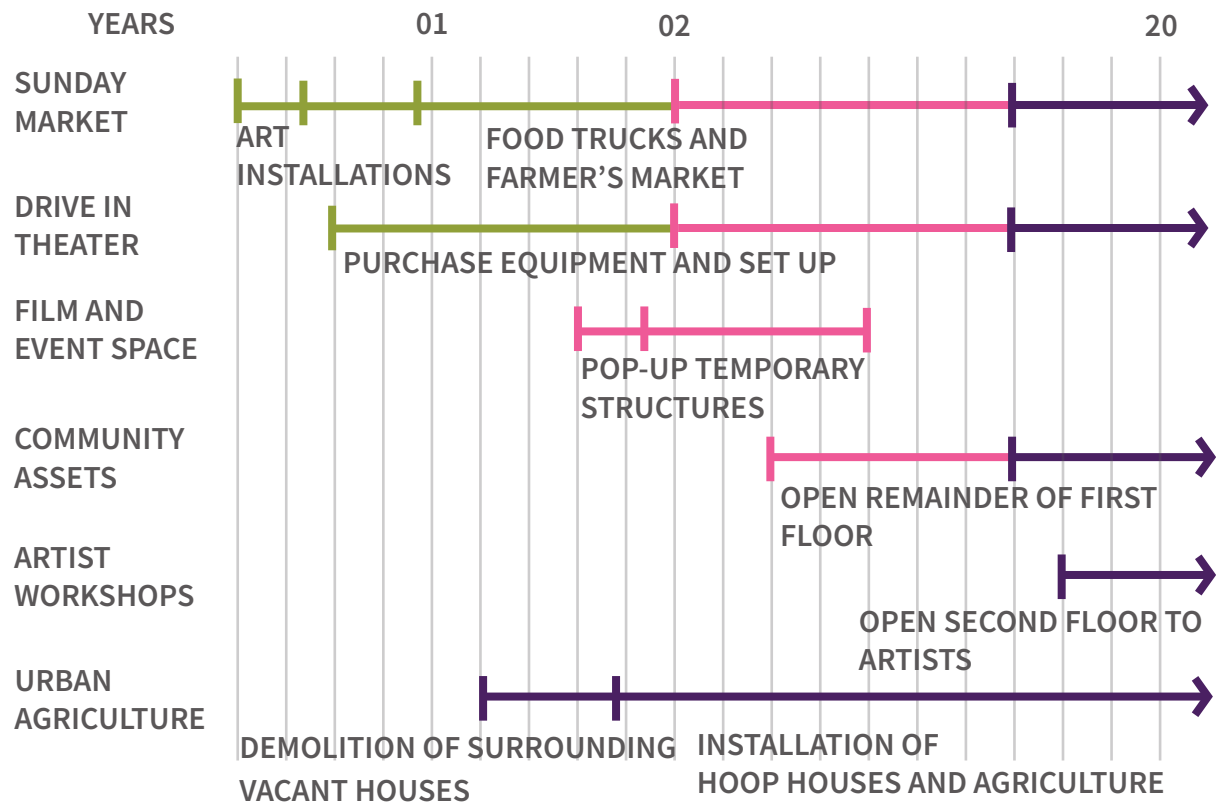 YEARS 01 02 20
SUNDAY
MARKET
ART
INSTALLATIONS
FOOD TRUCKS AND
FARMER’S MARKET
DRIVE IN
THEATER
PURCHASE EQUIPMENT AND SET UP
FILM AND
EVENT SPACE
POP-UP TEMPORARY
STRUCTURES
COMMUNITY
ASSETS
OPEN REMAINDER OF FIRST
FLOOR
ARTIST
WORKSHOPS
OPEN SECOND FLOOR TO
ARTISTS
URBAN
AGRICULTURE
DEMOLITION OF SURROUNDING
VACANT HOUSES
INSTALLATION OF
HOOP HOUSES AND AGRICULTURE